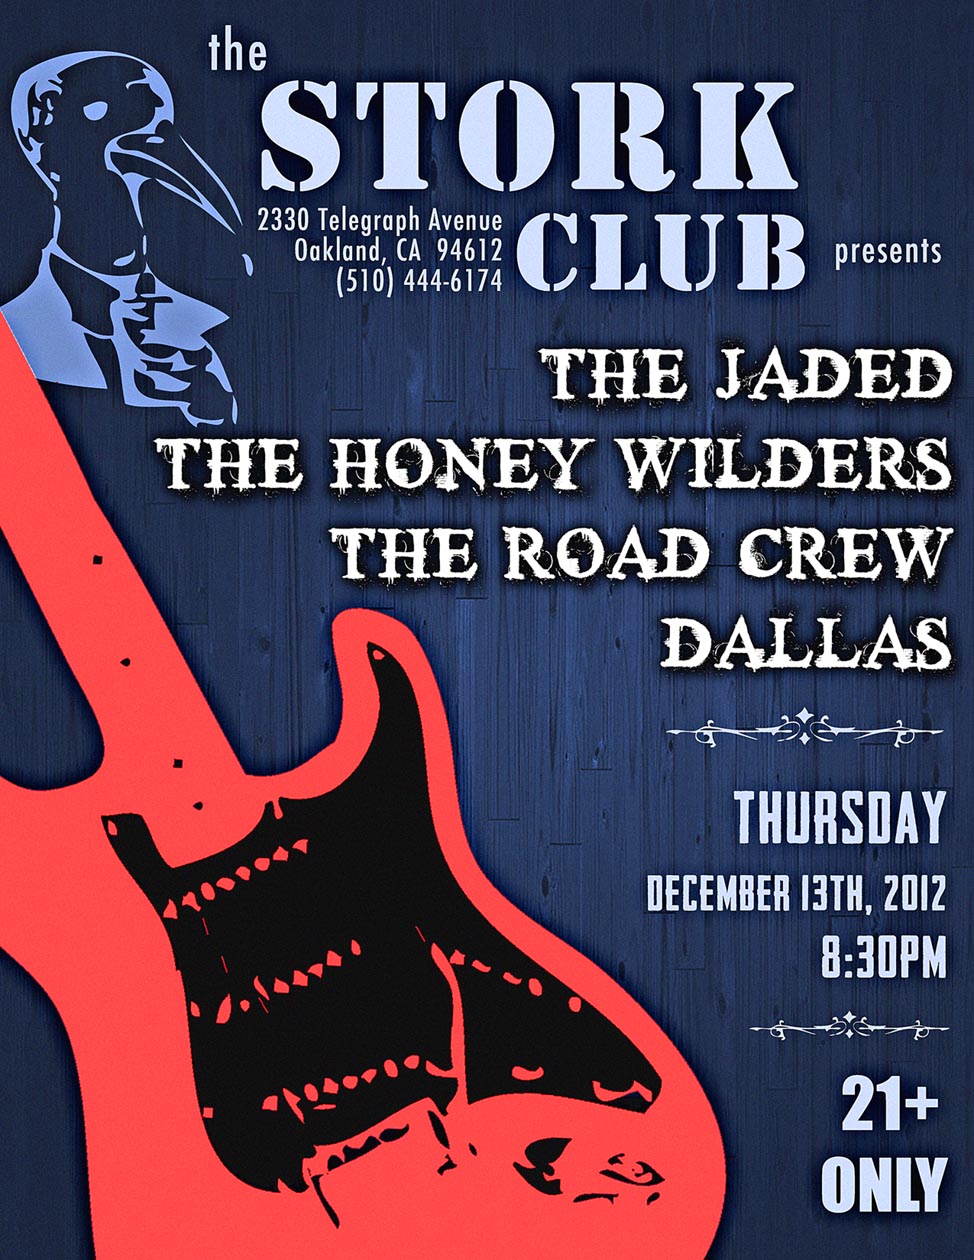 the
STORK
CLUB
2330 Telegraph Avenue
Oakland, CA 94612
(510) 444-6174
presents
THE JADED
THE HONEY WILDERS
THE ROAD CREW
DALLAS
THURSDAY
DECEMBER 13TH, 2012
8:30PM
21+
ONLY